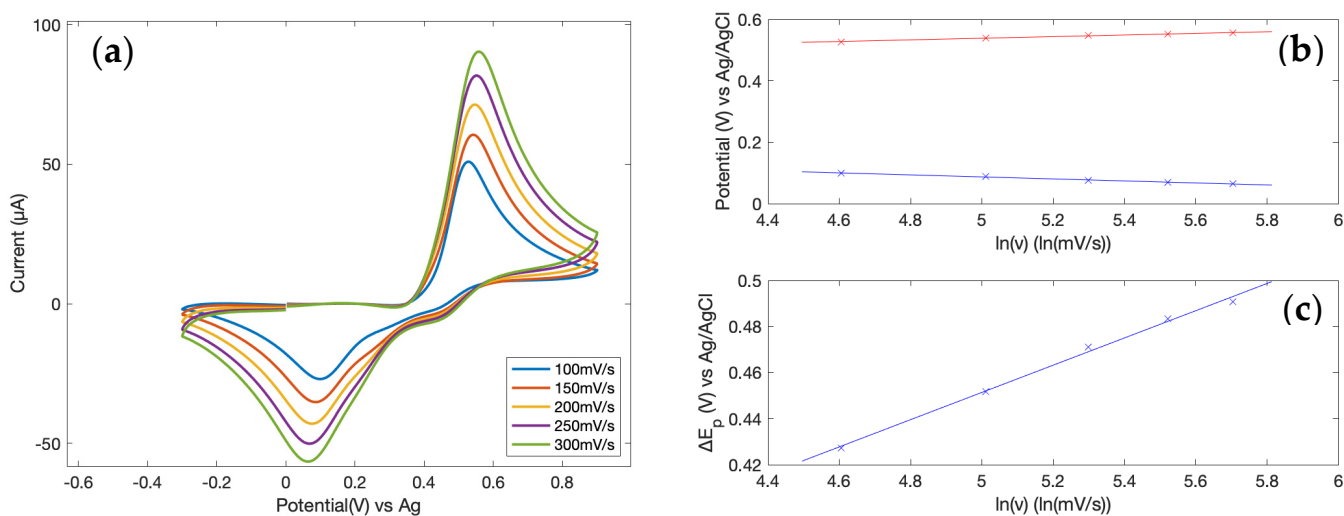 (a)
100
50
0
-50
Current (µA)
-0.6
-0.4
-0.2
0
0.2
0.4
0.6
0.8
Potential(V) vs Ag
100mV/s
150mV/s
200mV/s
250mV/s
300mV/s
(b)
0.6
0.4
0.2
0
Potential (V) vs Ag/AgCl
4.4
4.6
4.8
5
5.2
5.4
5.6
5.8
6
ln(ν) (ln(mV/s))
(c)
0.5
0.48
0.46
0.44
0.42
ΔEp (V) vs Ag/AgCl
4.4
4.6
4.8
5
5.2
5.4
5.6
5.8
6
ln(ν) (ln(mV/s))